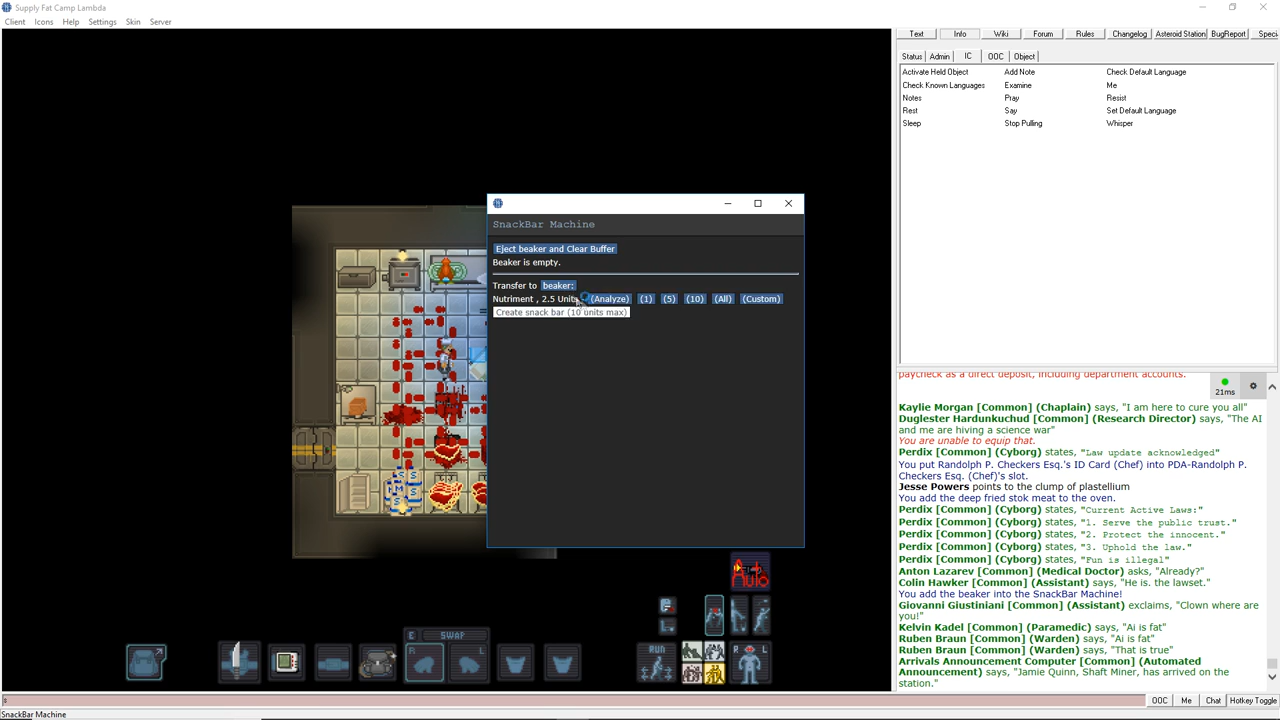 Supply Fat Camp Lambda
Client Icons Help Settings Skin Server
Text Info Wiki Forum Rules Changelog Asteroid Station BugReport Speci
Status Admin IC OOC Object
Activate Held Object Add Note Check Default Language
Check Known Languages Examine Me
Notes Pray Resist
Rest Say Set Default Language
Sleep Stop Pulling Whisper
SnackBar Machine
Eject beaker and Clear Buffer
Beaker is empty.
Transfer to beaker:
Nutriment , 2.5 Units (Analyze) (1) (5) (10) (All) (Custom)
Create snack bar (10 units max)
21ms
paycheck as a direct deposit, including department accounts.
Kaylie Morgan [Common] (Chaplain) says, "I am here to cure you all"
Duglester Hardunkuchud [Common] (Research Director) says, "The AI
and me are hiving a science war"
You are unable to equip that.
Perdix [Common] (Cyborg) states, "Law update acknowledged"
You put Randolph P. Checkers Esq.'s ID Card (Chef) into PDA-Randolph P.
Checkers Esq. (Chef)'s slot.
Jesse Powers points to the clump of plastellium
You add the deep fried stok meat to the oven.
Perdix [Common] (Cyborg) states, "Current Active Laws:"
Perdix [Common] (Cyborg) states, "1. Serve the public trust."
Perdix [Common] (Cyborg) states, "2. Protect the innocent."
Perdix [Common] (Cyborg) states, "3. Uphold the law."
Perdix [Common] (Cyborg) states, "Fun is illegal"
Anton Lazarev [Common] (Medical Doctor) asks, "Already?"
Colin Hawker [Common] (Assistant) says, "He is. the lawset."
You add the beaker into the SnackBar Machine!
Giovanni Giustiniani [Common] (Assistant) exclaims, "Clown where are
you!"
Kelvin Kadel [Common] (Paramedic) says, "Ai is fat"
Ruben Braun [Common] (Warden) says, "Ai is fat"
Ruben Braun [Common] (Warden) says, "That is true"
Arrivals Announcement Computer [Common] (Automated
Announcement) says, "Jamie Quinn, Shaft Miner, has arrived on the
station."
Auto
E SWAP
R L
RUN
R L
OOC Me Chat Hotkey Toggle
SnackBar Machine